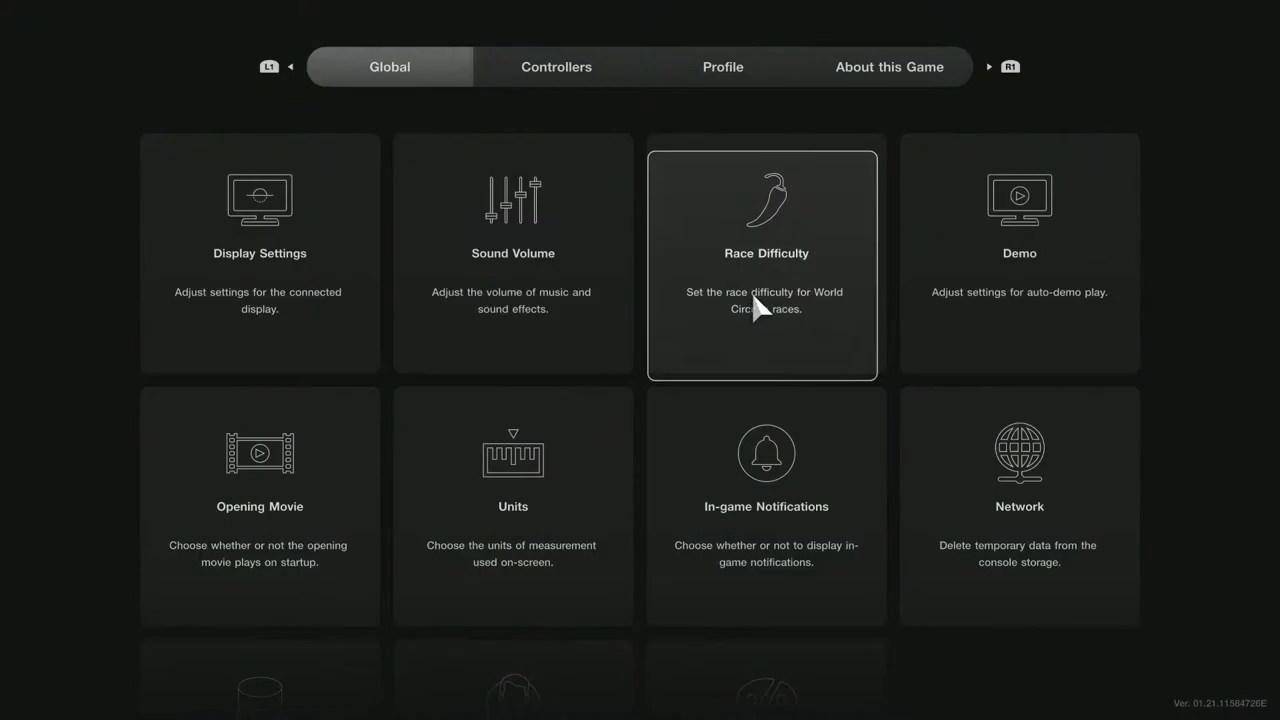 L1
Global
Controllers
Profile
About this Game
R1
Display Settings
Adjust settings for the connected
display.
Sound Volume
Adjust the volume of music and
sound effects.
Race Difficulty
Set the race difficulty for World
races.
Demo
Adjust settings for auto-demo play.
Opening Movie
Choose whether or not the opening
movie plays on startup.
Units
Choose the units of measurement
used on-screen.
In-game Notifications
Choose whether or not to display in-
game notifications.
Network
Delete temporary data from the
console storage.
Ver. 01.21.11584726E